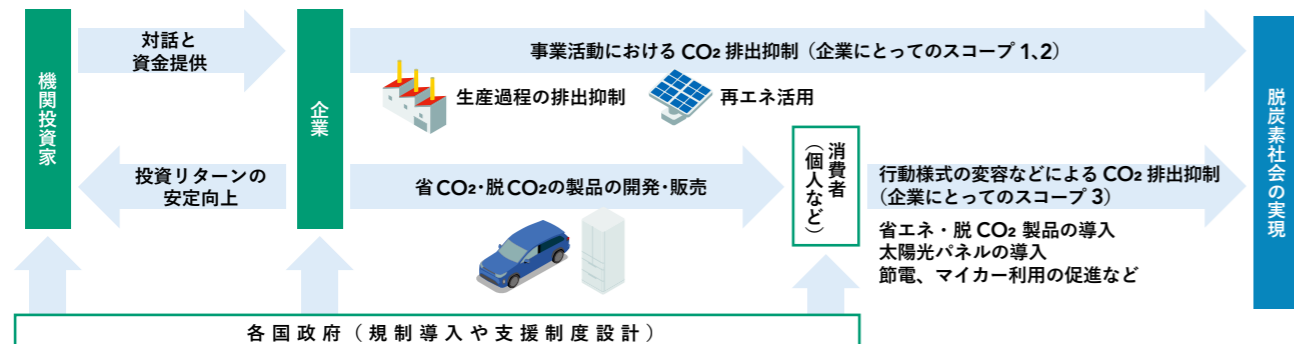 機関投資家
対話と
資金提供
投資リターンの
安定向上
企業
事業活動における CO₂ 排出抑制（企業にとってのスコープ 1、2）
生産過程の排出抑制
再エネ活用
省 CO₂・脱 CO₂の製品の開発・販売
消費者
（個人など）
行動様式の変容などによる CO₂ 排出抑制
（企業にとってのスコープ 3）
省エネ・脱 CO₂ 製品の導入
太陽光パネルの導入
節電、マイカー利用の促進など
脱炭素社会の実現
各国政府（規制導入や支援制度設計）